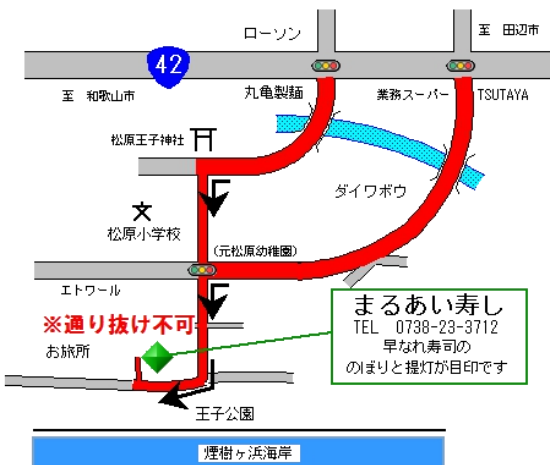 ローソン
至 田辺市
42
至 和歌山市
丸亀製麺
業務スーパー
TSUTAYA
松原王子神社
ダイワボウ
文
松原小学校
(元松原幼稚園)
エトワール
※通り抜け不可
お旅所
まるあい寿し
TEL 0738-23-3712
早なれ寿司の
のぼりと提灯が目印です
王子公園
煙樹ヶ浜海岸